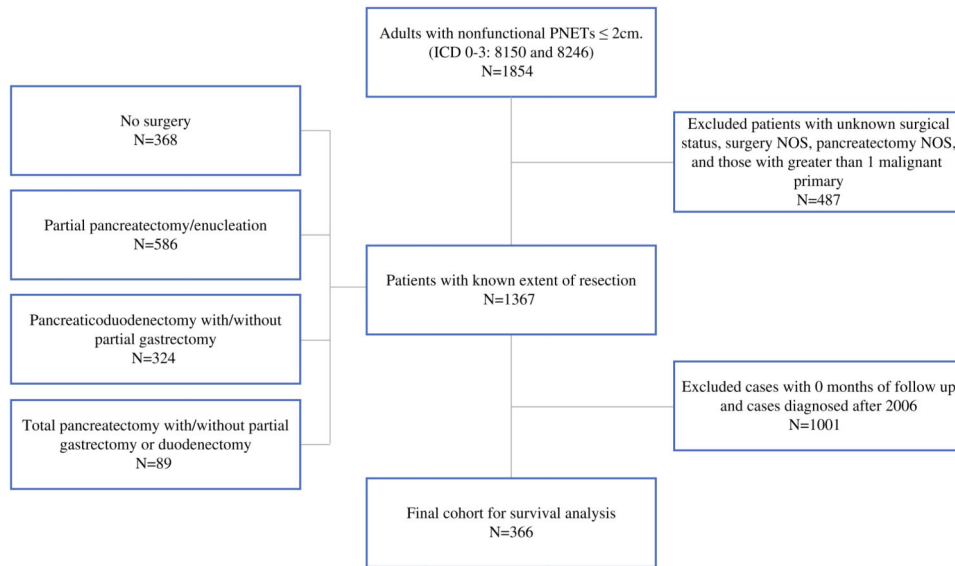 Adults with nonfunctional PNETs ≤ 2cm.
(ICD 0-3: 8150 and 8246)
N=1854
No surgery
N=368
Excluded patients with unknown surgical
status, surgery NOS, pancreatectomy NOS,
and those with greater than 1 malignant
primary
N=487
Partial pancreatectomy/enucleation
N=586
Patients with known extent of resection
N=1367
Pancreaticoduodenectomy with/without
partial gastrectomy
N=324
Excluded cases with 0 months of follow up
and cases diagnosed after 2006
N=1001
Total pancreatectomy with/without partial
gastrectomy or duodenectomy
N=89
Final cohort for survival analysis
N=366